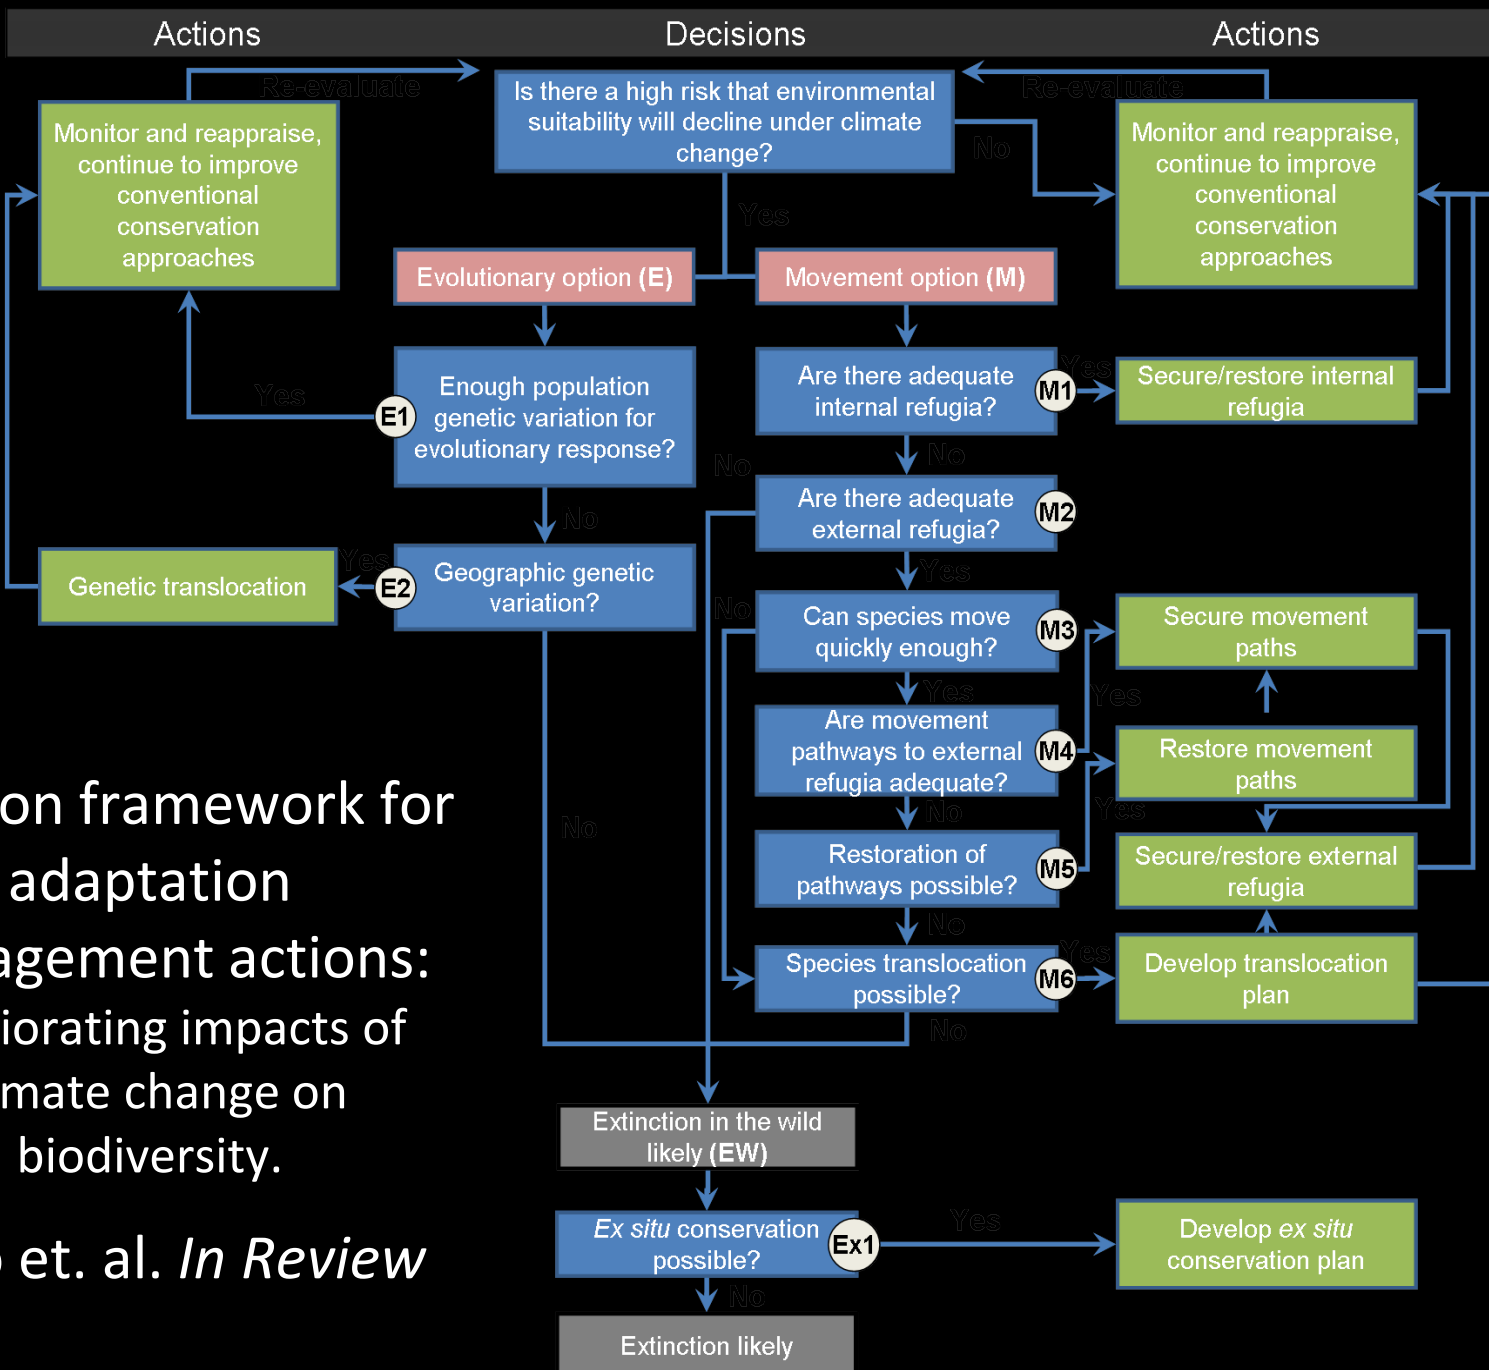 Actions
Decisions
Actions
Re-evaluate
Re-evaluate
Is there a high risk that environmental
suitability will decline under climate
change?
Monitor and reappraise,
continue to improve
conventional
conservation
approaches
No
Monitor and reappraise,
continue to improve
conventional
conservation
approaches
Yes
Evolutionary option (E)
Movement option (M)
Enough population
genetic variation for
evolutionary response?
E1
Yes
Are there adequate
internal refugia?
M1
Yes
Secure/restore internal
refugia
No
No
No
Are there adequate
external refugia?
M2
Genetic translocation
Yes
E2
Geographic genetic
variation?
Yes
No
Can species move
quickly enough?
M3
Secure movement
paths
Yes
Yes
Are movement
pathways to external
refugia adequate?
M4
Restore movement
paths
No
No
Yes
Restoration of
pathways possible?
M5
Secure/restore external
refugia
No
Species translocation
possible?
M6
Yes
Develop translocation
plan
No
on framework for
adaptation
agement actions:
iorating impacts of
mate change on
biodiversity.
et. al. In Review
Extinction in the wild
likely (EW)
Ex situ conservation
possible?
Ex1
Yes
Develop ex situ
conservation plan
No
Extinction likely